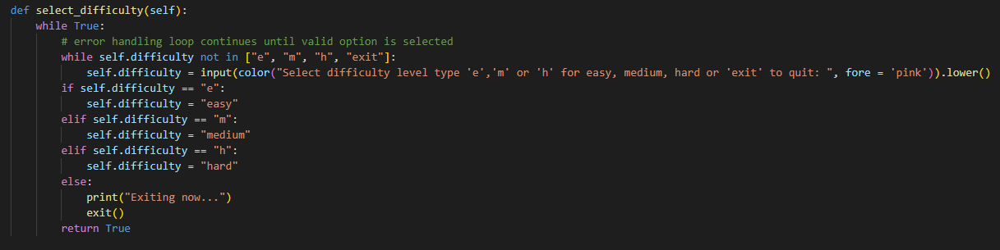 def select_difficulty(self):
    while True:
        # error handling loop continues until valid option is selected
        while self.difficulty not in ["e", "m", "h", "exit"]:
            self.difficulty = input(color("Select difficulty level type 'e','m' or 'h' for easy, medium, hard or 'exit' to quit: ", fore = 'pink')).lower()
        if self.difficulty == "e":
            self.difficulty = "easy"
        elif self.difficulty == "m":
            self.difficulty = "medium"
        elif self.difficulty == "h":
            self.difficulty = "hard"
        else:
            print("Exiting now...")
            exit()
        return True